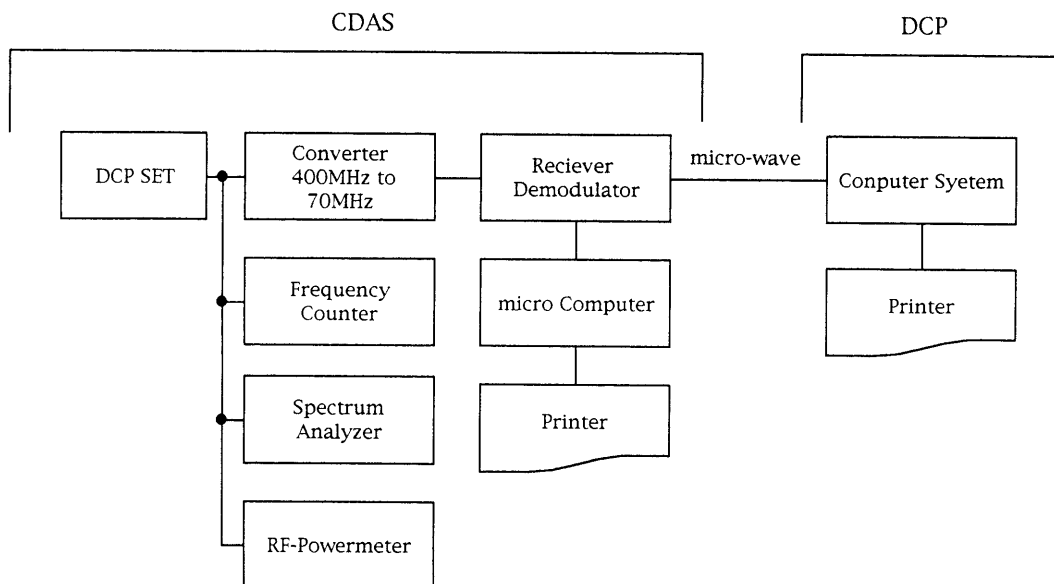 CDAS
DCP
DCP SET
Converter
400MHz to
70MHz
Reciever
Demodulator
micro-wave
Conputer Syetem
Frequency
Counter
micro Computer
Printer
Spectrum
Analyzer
Printer
RF-Powermeter